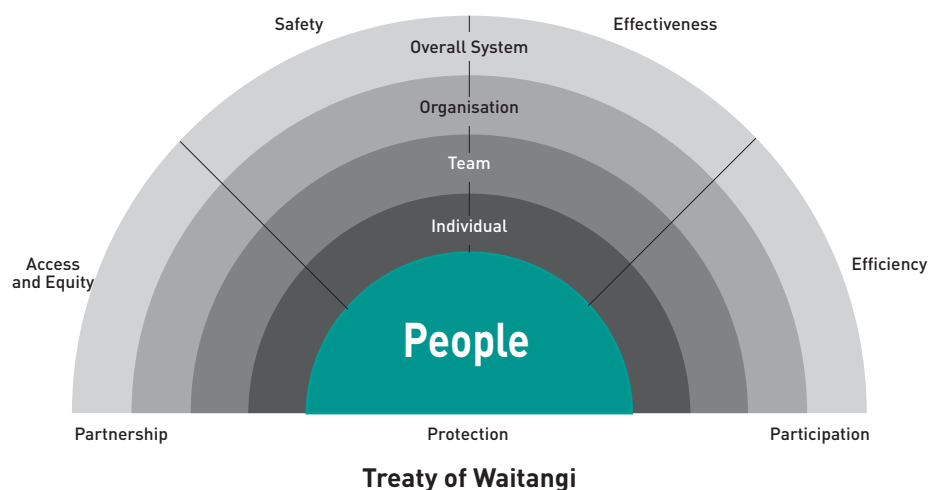 Safety
Effectiveness
Overall System
Organisation
Team
Individual
Access
and Equity
Efficiency
People
Partnership
Protection
Participation
Treaty of Waitangi